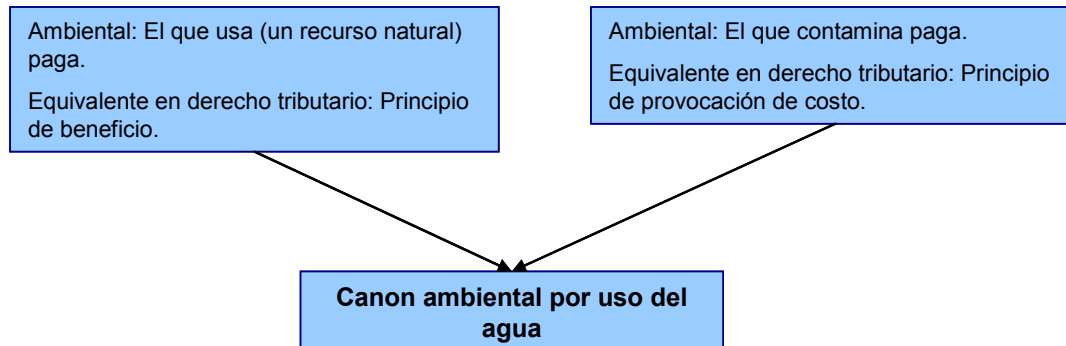 Ambiental: El que usa (un recurso natural)
paga.
Equivalente en derecho tributario: Principio
de beneficio.
Ambiental: El que contamina paga.
Equivalente en derecho tributario: Principio
de provocación de costo.
Canon ambiental por uso del
agua